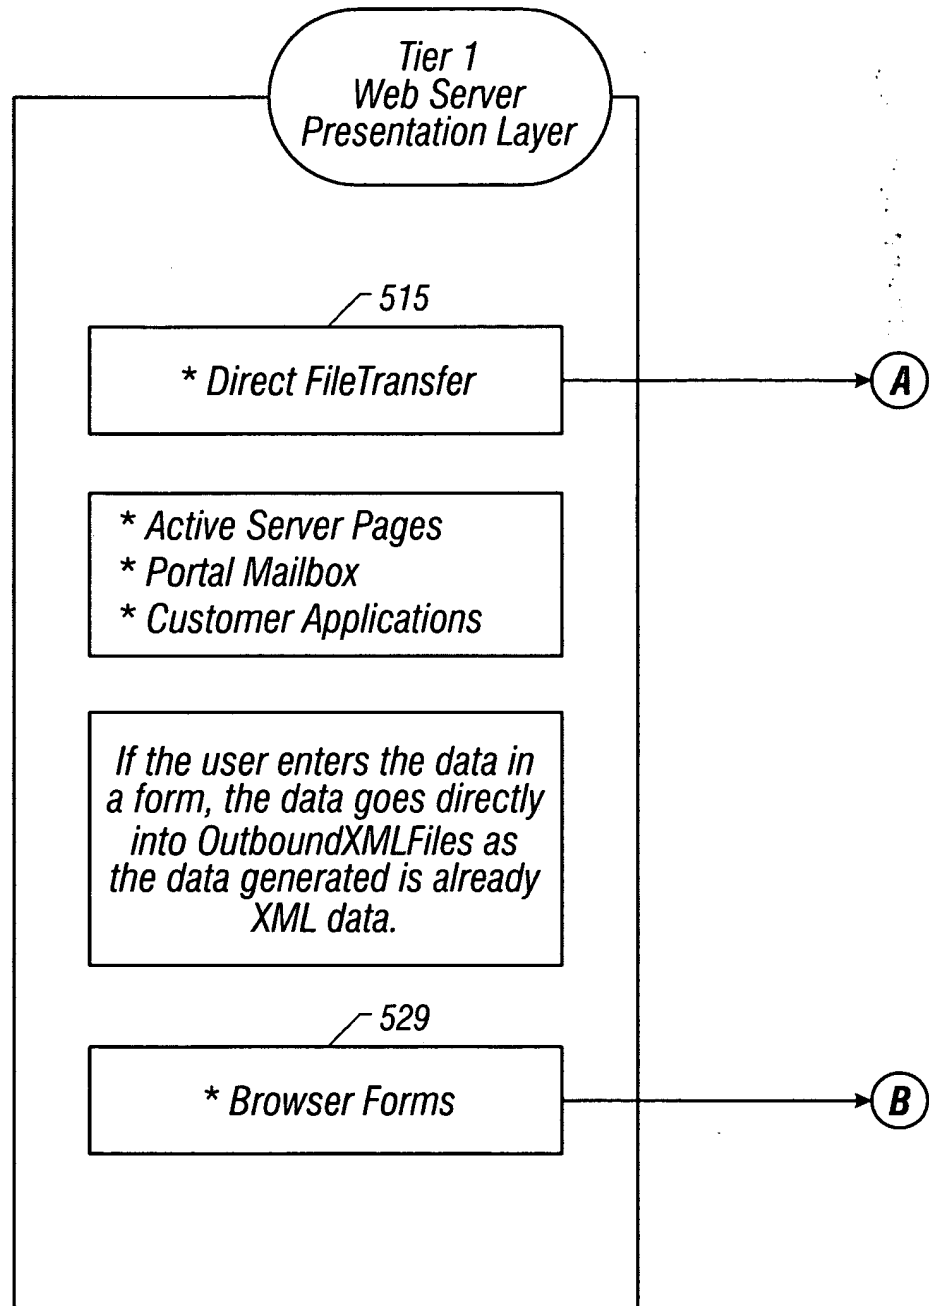 Tier 1
Web Server
Presentation Layer
515
* Direct FileTransfer
A
* Active Server Pages
* Portal Mailbox
* Customer Applications
If the user enters the data in
a form, the data goes directly
into OutboundXMLFiles as
the data generated is already
XML data.
529
* Browser Forms
B